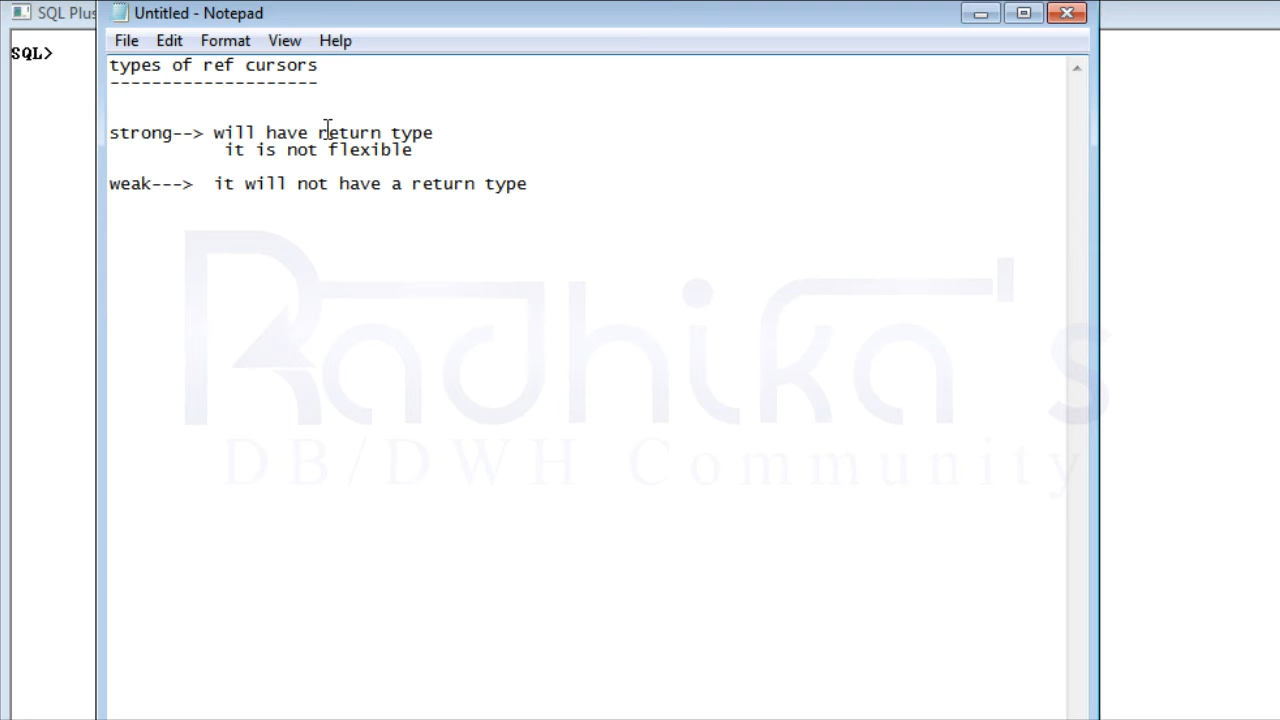 SQL Plus
Untitled - Notepad
File Edit Format View Help
SQL>
types of ref cursors
--------------------
strong--> will have return type
it is not flexible
weak---> it will not have a return type
Radhika's
DB/DWH Community